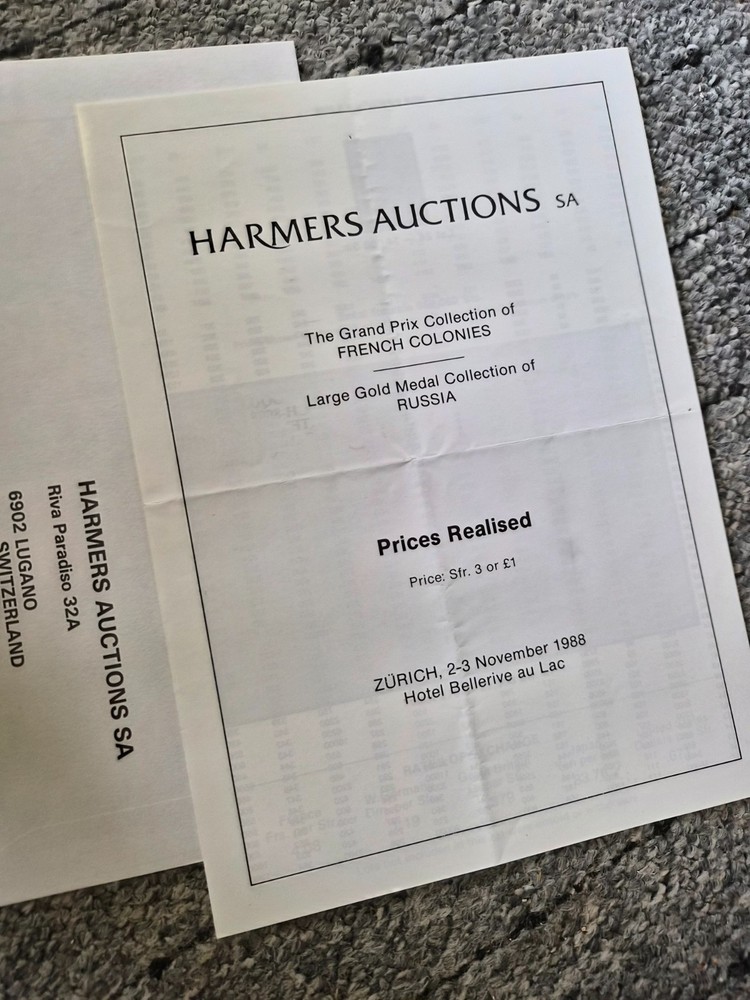 HARMERS AUCTIONS SA
The Grand Prix Collection of
FRENCH COLONIES
Large Gold Medal Collection of
RUSSIA
Prices Realised
Price: Sfr. 3 or £1
ZÜRICH, 2-3 November 1988
Hotel Bellerive au Lac
HARMERS AUCTIONS SA
Riva Paradiso 32A
6902 LUGANO
SWITZERLAND